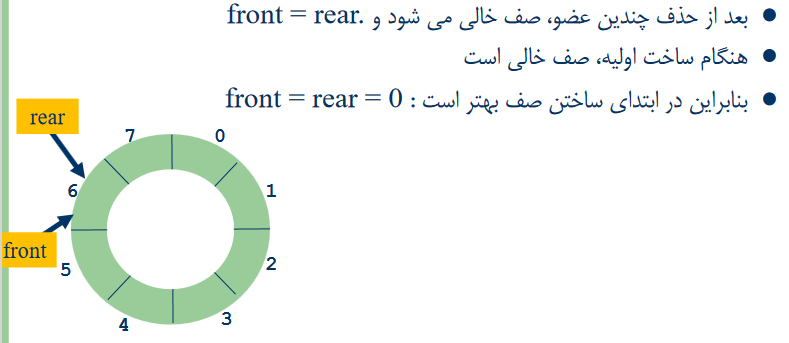 ● بعد از حذف چندین عضو، صف خالی می شود و front = rear.
● هنگام ساخت اولیه، صف خالی است
● بنابراین در ابتدای ساختن صف بهتر است : front = rear = 0
rear
7
0
6
1
front
5
2
4
3